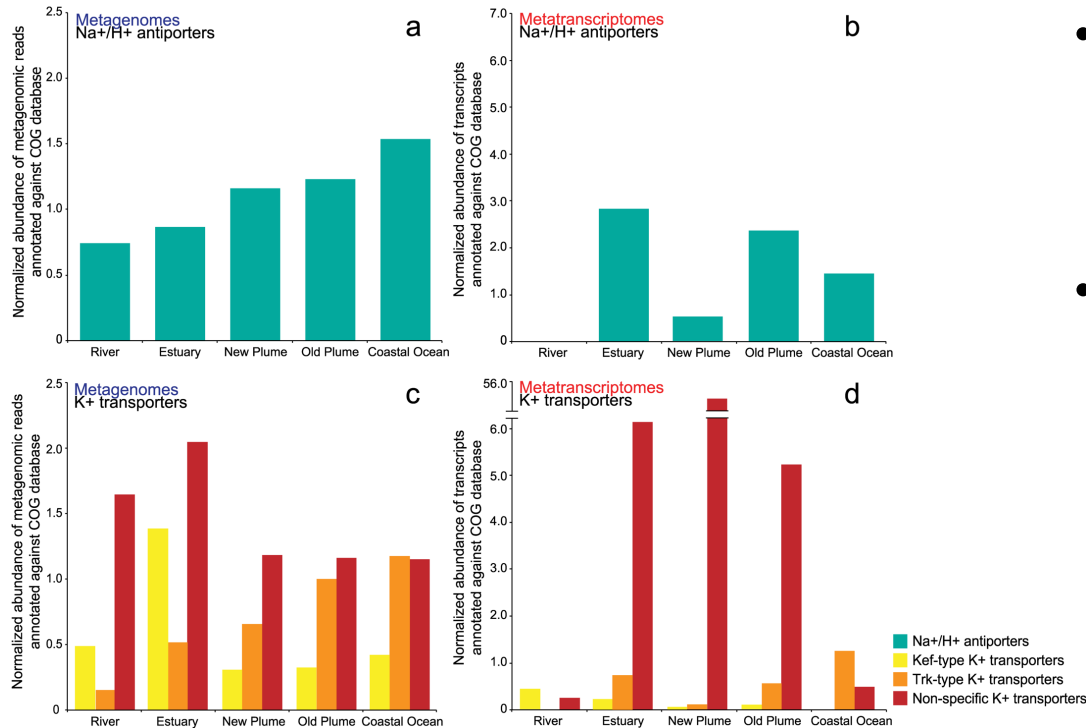 Metagenomes
Na+/H+ antiporters
a
Normalized abundance of metagenomic reads
annotated against COG database
2.5
2.0
1.5
1.0
0.5
0
River
Estuary
New Plume
Old Plume
Coastal Ocean
Metatranscriptomes
Na+/H+ antiporters
b
Normalized abundance of transcripts
annotated against COG database
7.0
6.0
5.0
4.0
3.0
2.0
1.0
0
River
Estuary
New Plume
Old Plume
Coastal Ocean
Metagenomes
K+ transporters
c
Normalized abundance of metagenomic reads
annotated against COG database
2.5
2.0
1.5
1.0
0.5
0
River
Estuary
New Plume
Old Plume
Coastal Ocean
Metatranscriptomes
K+ transporters
d
Normalized abundance of transcripts
annotated against COG database
56.0
6.0
5.0
4.0
3.0
2.0
1.0
0
River
Estuary
New Plume
Old Plume
Coastal Ocean
Na+/H+ antiporters
Kef-type K+ transporters
Trk-type K+ transporters
Non-specific K+ transporters